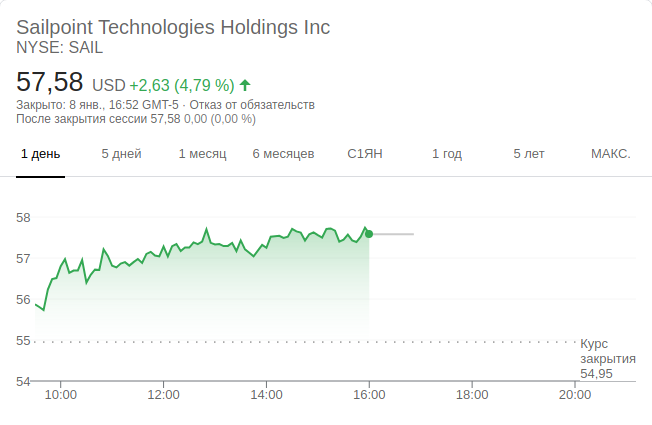 Sailpoint Technologies Holdings Inc
NYSE: SAIL
57,58 USD +2,63 (4,79 %)
Закрыто: 8 янв., 16:52 GMT-5 · Отказ от обязательств
После закрытия сессии 57,58 0,00 (0,00 %)
1 день 5 дней 1 месяц 6 месяцев С1ЯН 1 год 5 лет МАКС.
58
57
56
55
Курс
закрытия
54,95
54
10:00 12:00 14:00 16:00 18:00 20:00